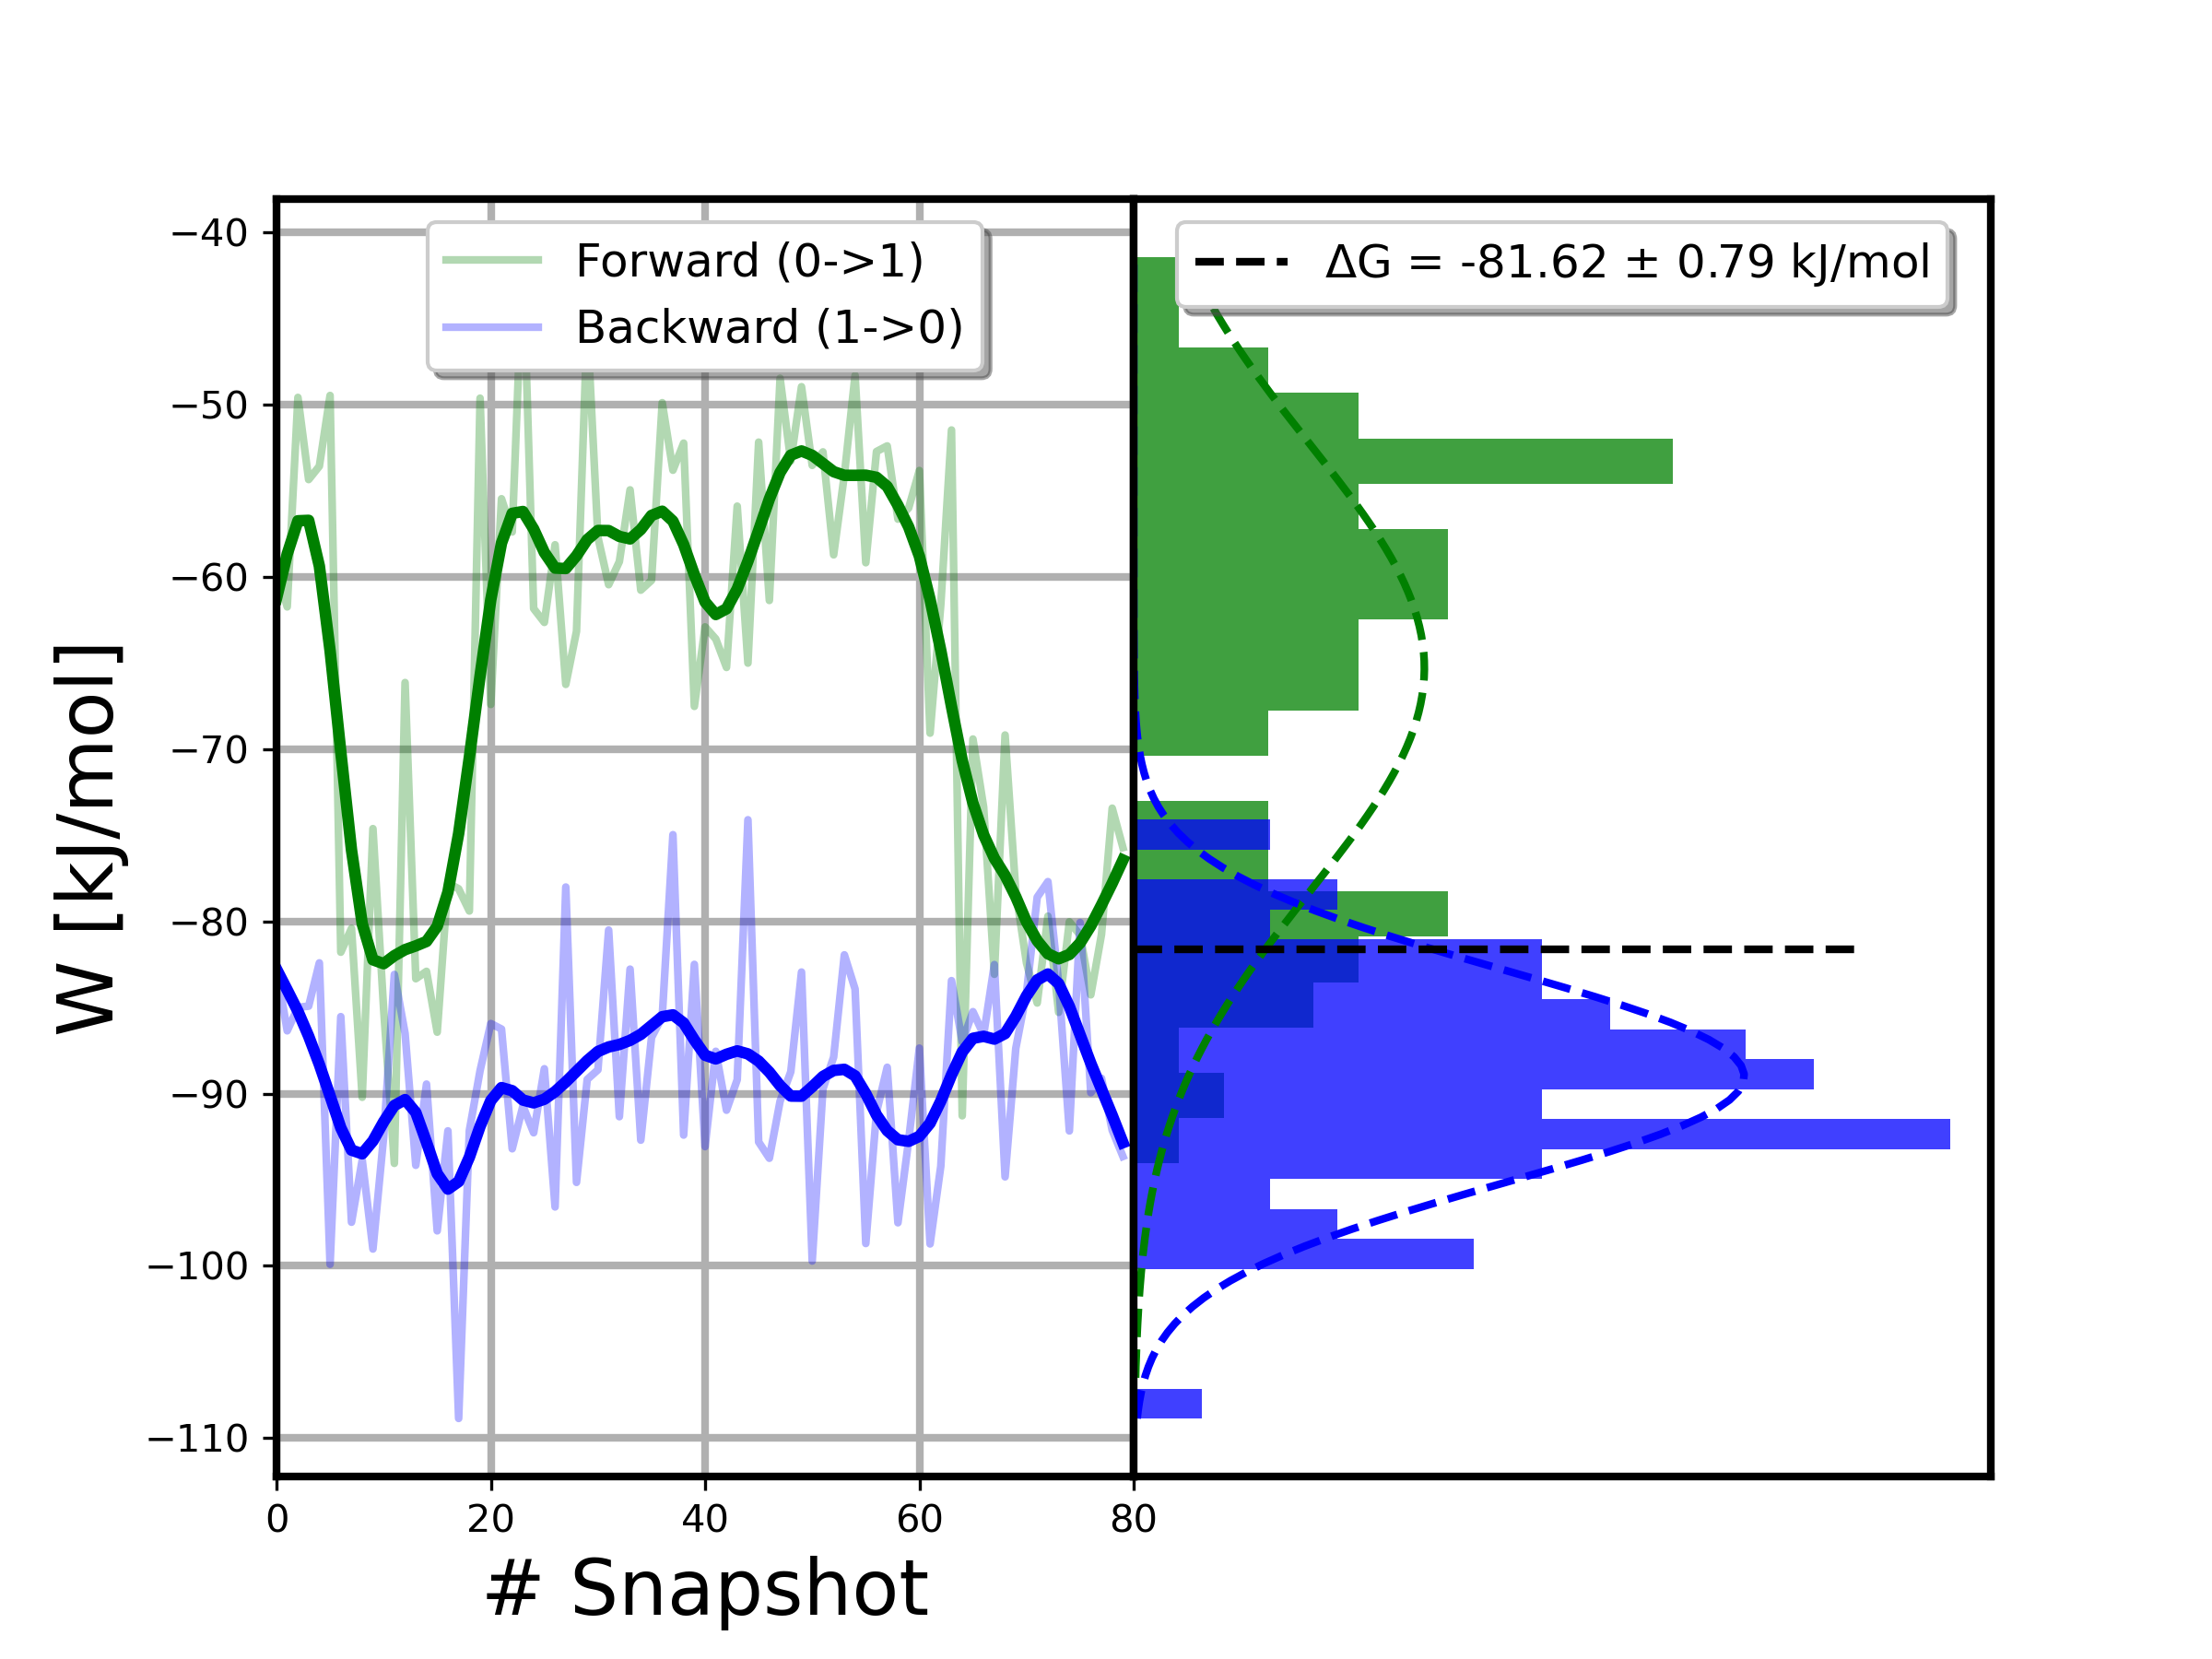 Forward (0->1)
Backward (1->0)
ΔG = -81.62 ± 0.79 kJ/mol
W [kJ/mol]
−40
−50
−60
−70
−80
−90
−100
−110
0 20 40 60 80
# Snapshot